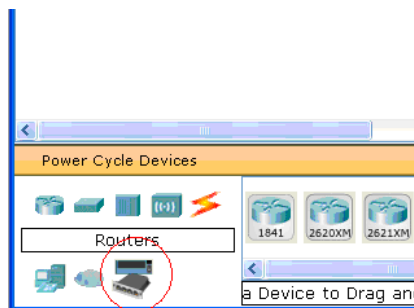 Power Cycle Devices
Routers
1841
2620XM
2621XM
a Device to Drag an